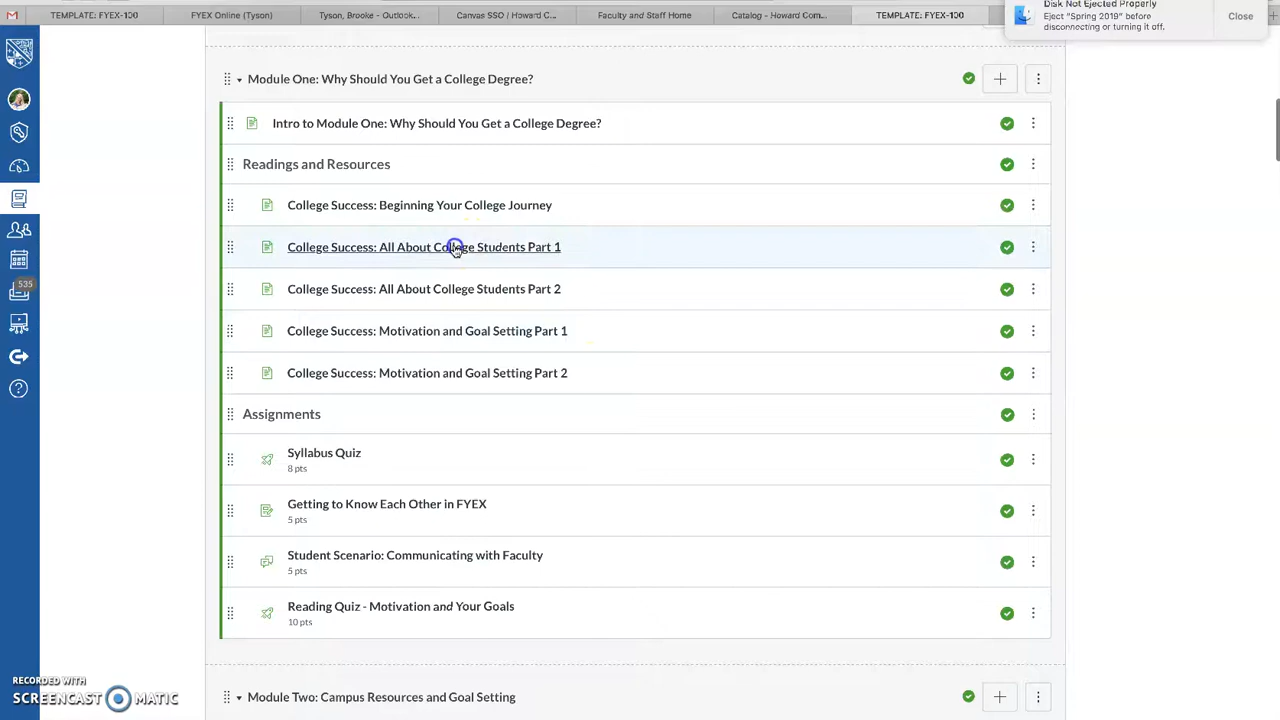 TEMPLATE: FYEX-100
FYEX Online (Tyson)
Tyson, Brooke - Outlook...
Canvas SSO / Howard C...
Faculty and Staff Home
Catalog - Howard Com...
TEMPLATE: FYEX-100
Disk Not Ejected Properly
Eject "Spring 2019" before
disconnecting or turning it off.
Close
Module One: Why Should You Get a College Degree?
Intro to Module One: Why Should You Get a College Degree?
Readings and Resources
College Success: Beginning Your College Journey
College Success: All About College Students Part 1
College Success: All About College Students Part 2
College Success: Motivation and Goal Setting Part 1
College Success: Motivation and Goal Setting Part 2
Assignments
Syllabus Quiz
8 pts
Getting to Know Each Other in FYEX
5 pts
Student Scenario: Communicating with Faculty
5 pts
Reading Quiz - Motivation and Your Goals
10 pts
Module Two: Campus Resources and Goal Setting
535
RECORDED WITH
SCREENCAST MATIC